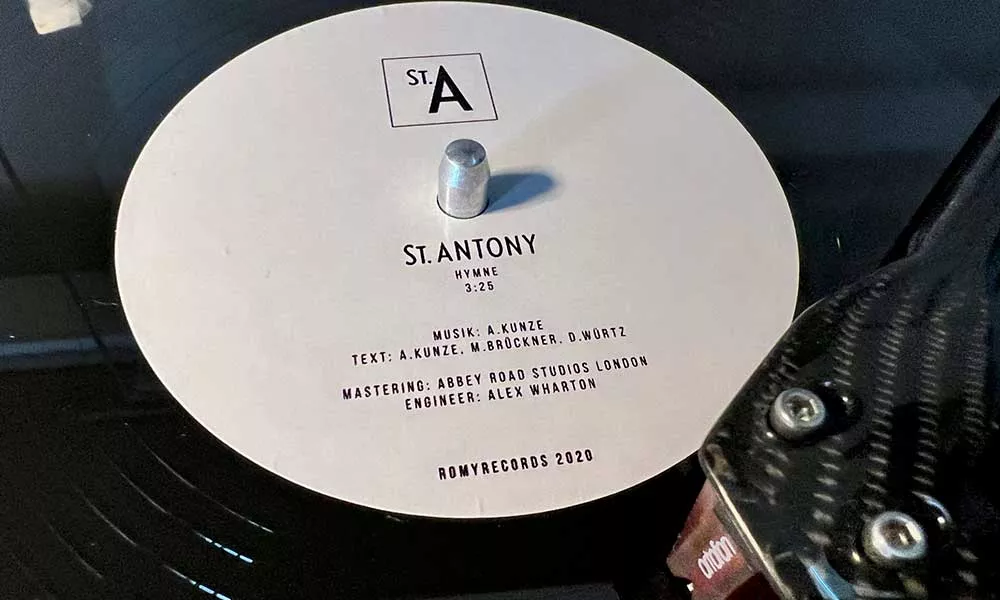 ST. A
ST. ANTONY
HYMNE
3:25
MUSIK: A.KUNZE
TEXT: A.KUNZE, M.BRÜCKNER, D.WÜRTZ
MASTERING: ABBEY ROAD STUDIOS LONDON
ENGINEER: ALEX WHARTON
ROMYRECORDS 2020
ortofon